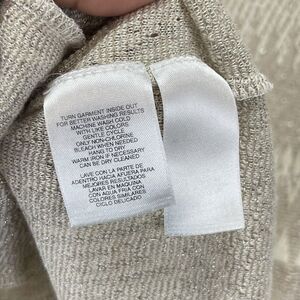 TURN GARMENT INSIDE OUT
FOR BETTER WASHING RESULTS
MACHINE WASH COLD
WITH LIKE COLORS
GENTLE CYCLE
ONLY NON-CHLORINE
BLEACH WHEN NEEDED
HANG TO DRY
WARM IRON IF NECESSARY
CAN BE DRY CLEANED
LAVE CON LA PARTE DE
ADENTRO HACIA AFUERA PARA
MEJORES RESULTADOS
LAVAR EN MAQUINA
CON AGUA FRIA CON
COLORES SIMILARES
CICLO DELICADO